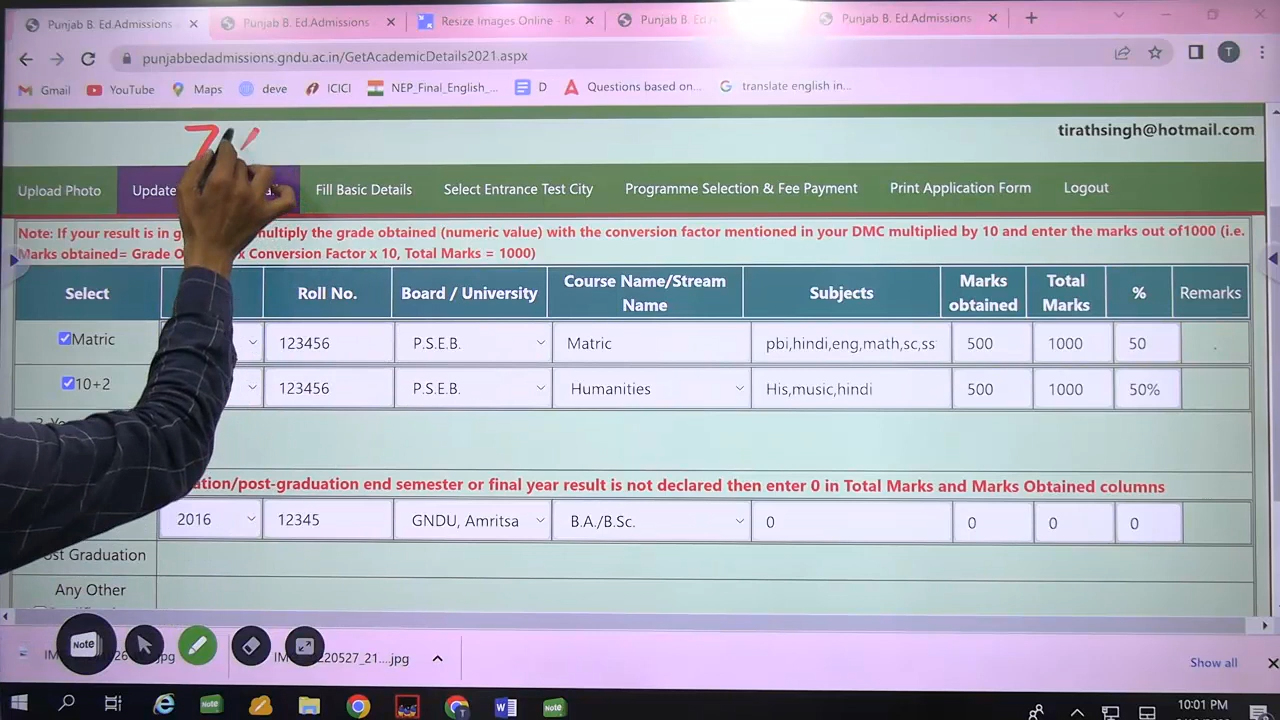 Punjab B. Ed.Admissions × Punjab B. Ed.Admissions × Resize Images Online - R × Punjab B. Ed Punjab B. Ed.Admissions ×
punjabbedadmissions.gndu.ac.in/GetAcademicDetails2021.aspx T
Gmail YouTube Maps deve ICICI NEP_Final_English_... D Questions based on... translate english in...
tirathsingh@hotmail.com
Upload Photo Update Fill Basic Details Select Entrance Test City Programme Selection & Fee Payment Print Application Form Logout
Note: If your result is in multiply the grade obtained (numeric value) with the conversion factor mentioned in your DMC multiplied by 10 and enter the marks out of1000 (i.e.
Marks obtained= Grade x Conversion Factor x 10, Total Marks = 1000)
Select Roll No. Board / University Course Name/Stream Name Subjects Marks obtained Total Marks % Remarks
Matric 123456 P.S.E.B. Matric pbi,hindi,eng,math,sc,ss 500 1000 50
10+2 123456 P.S.E.B. Humanities His,music,hindi 500 1000 50%
ation/post-graduation end semester or final year result is not declared then enter 0 in Total Marks and Marks Obtained columns
2016 12345 GNDU, Amritsa B.A./B.Sc. 0 0 0 0
ost Graduation
Any Other
Note
IM 220527_21....jpg Show all
Note Note
10:01 PM